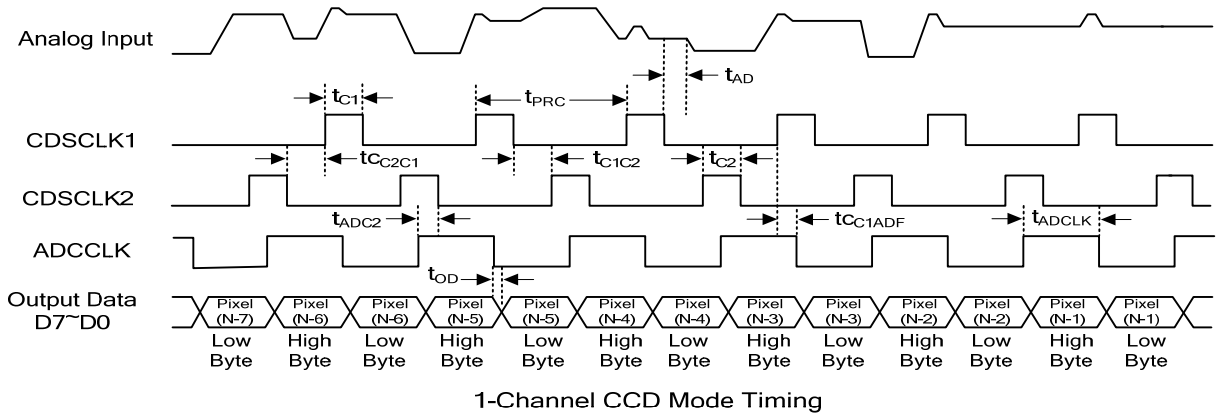 Analog Input
tAD
tC1
tPRC
CDSCLK1
tCC2C1
tC1C2
tC2
CDSCLK2
tADC2
tCC1ADF
tADCLK
ADCCLK
tOD
Output Data
D7~D0
Pixel (N-7) Pixel (N-6) Pixel (N-6) Pixel (N-5) Pixel (N-5) Pixel (N-4) Pixel (N-4) Pixel (N-3) Pixel (N-3) Pixel (N-2) Pixel (N-2) Pixel (N-1) Pixel (N-1)
Low Byte High Byte Low Byte High Byte Low Byte High Byte Low Byte High Byte Low Byte High Byte Low Byte High Byte Low Byte
1-Channel CCD Mode Timing